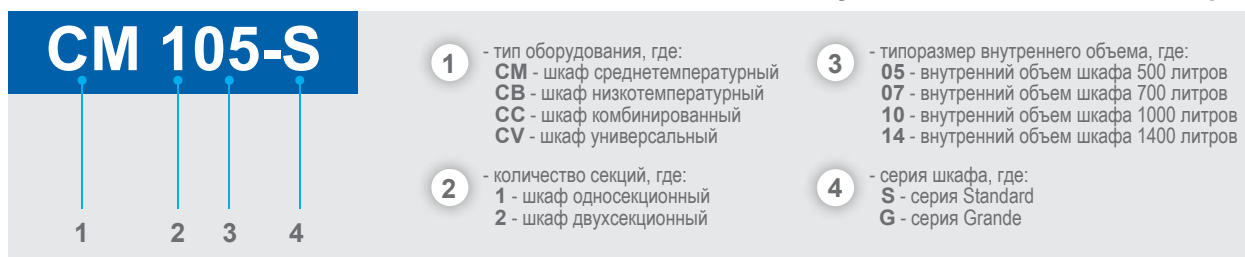 CM 105-S
1 2 3 4
1
- тип оборудования, где:
CM - шкаф среднетемпературный
CB - шкаф низкотемпературный
CC - шкаф комбинированный
CV - шкаф универсальный
2
- количество секций, где:
1 - шкаф односекционный
2 - шкаф двухсекционный
3
- типоразмер внутреннего объема, где:
05 - внутренний объем шкафа 500 литров
07 - внутренний объем шкафа 700 литров
10 - внутренний объем шкафа 1000 литров
14 - внутренний объем шкафа 1400 литров
4
- серия шкафа, где:
S - серия Standard
G - серия Grande